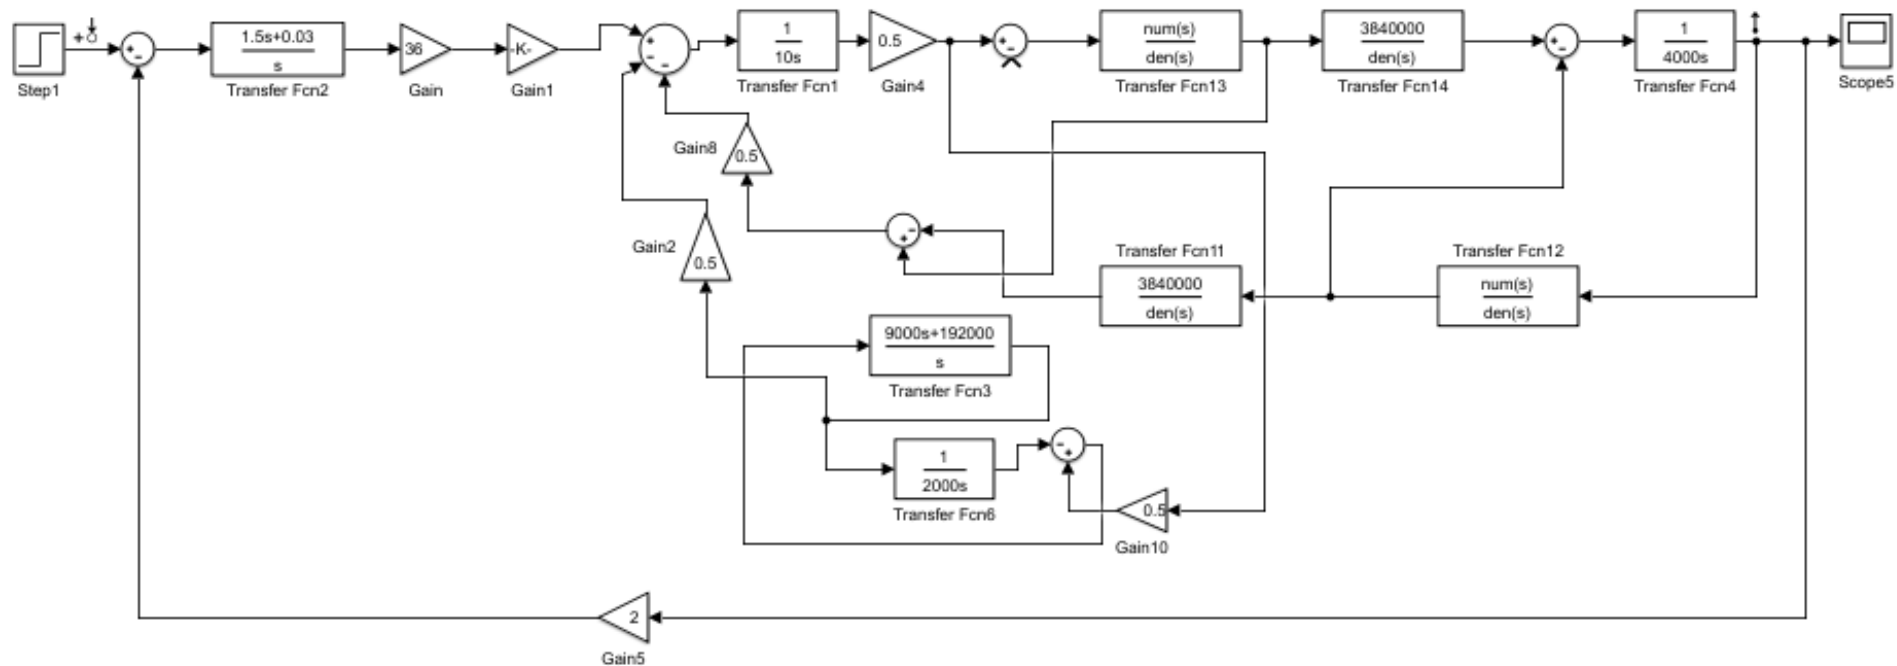 Step1
+
+
-
1.5s+0.03
s
Transfer Fcn2
36
Gain
-K-
Gain1
+
-
-
1
10s
Transfer Fcn1
0.5
Gain4
+
-
num(s)
den(s)
Transfer Fcn13
3840000
den(s)
Transfer Fcn14
+
-
1
4000s
Transfer Fcn4
Scope5
Gain8
0.5
Gain2
0.5
-
+
Transfer Fcn11
3840000
den(s)
Transfer Fcn12
num(s)
den(s)
9000s+192000
s
Transfer Fcn3
1
2000s
Transfer Fcn6
-
+
0.5
Gain10
2
Gain5